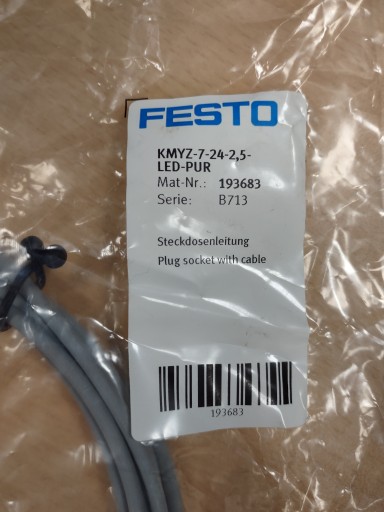 FESTO
KMYZ-7-24-2,5-
LED-PUR
Mat-Nr.: 193683
Serie: B713
Steckdosenleitung
Plug socket with cable
193683